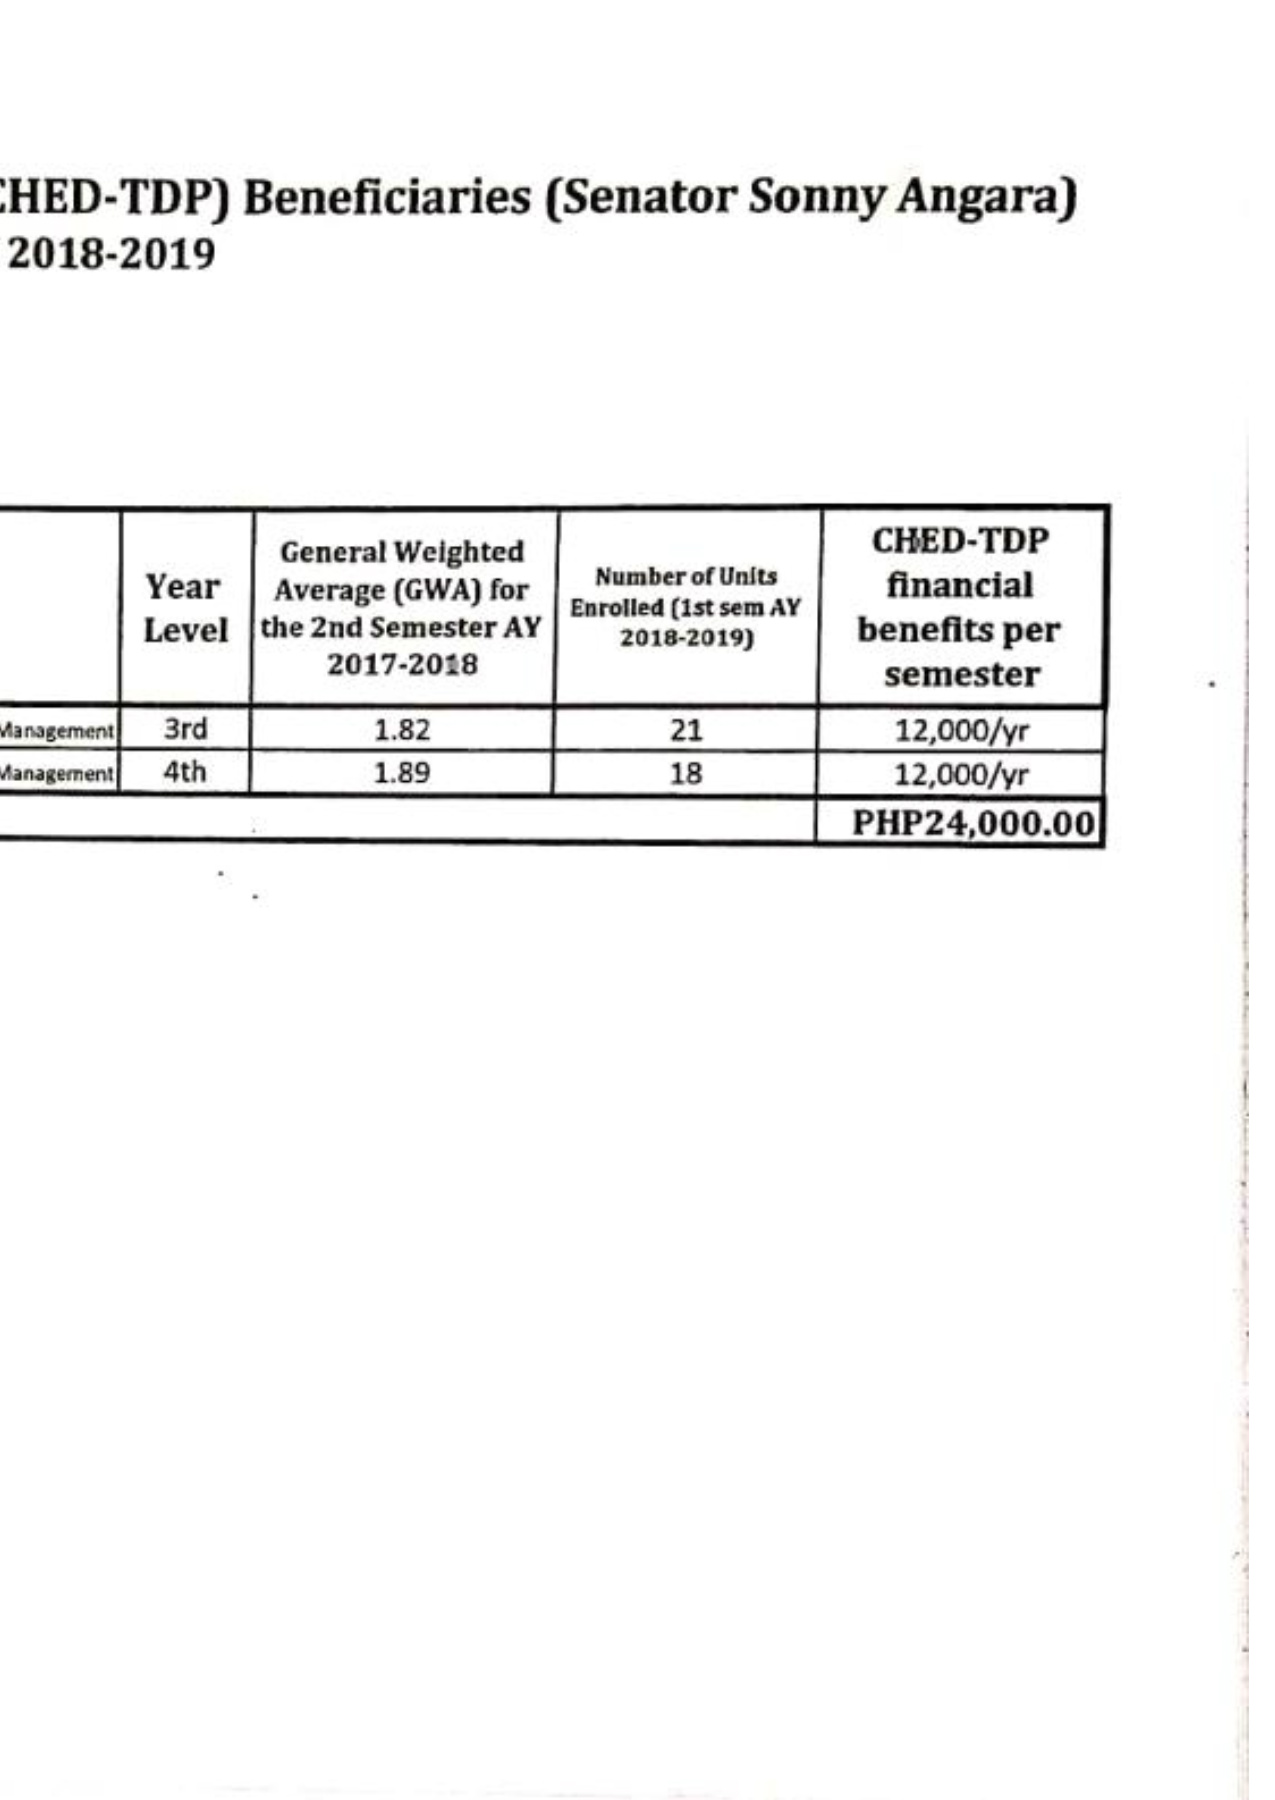 CHED-TDP) Beneficiaries (Senator Sonny Angara)
2018-2019
Year
Level
General Weighted
Average (GWA) for
the 2nd Semester AY
2017-2018
Number of Units
Enrolled (1st sem AY
2018-2019)
CHED-TDP
financial
benefits per
semester
Management 3rd 1.82 21 12,000/yr
Management 4th 1.89 18 12,000/yr
PHP24,000.00